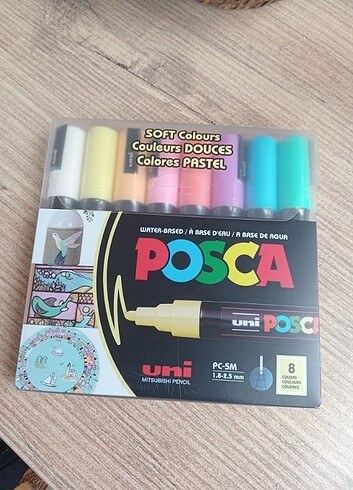 SOFT Colours
Couleurs DOUCES
Colores PASTEL
WATER-BASED / À BASE D'EAU / A BASE DE AGUA
POSCA
uni POSCA
uni
MITSUBISHI PENCIL
PC-5M
1.8-2.5 mm
8
COLORS
COULEURS
COLORES